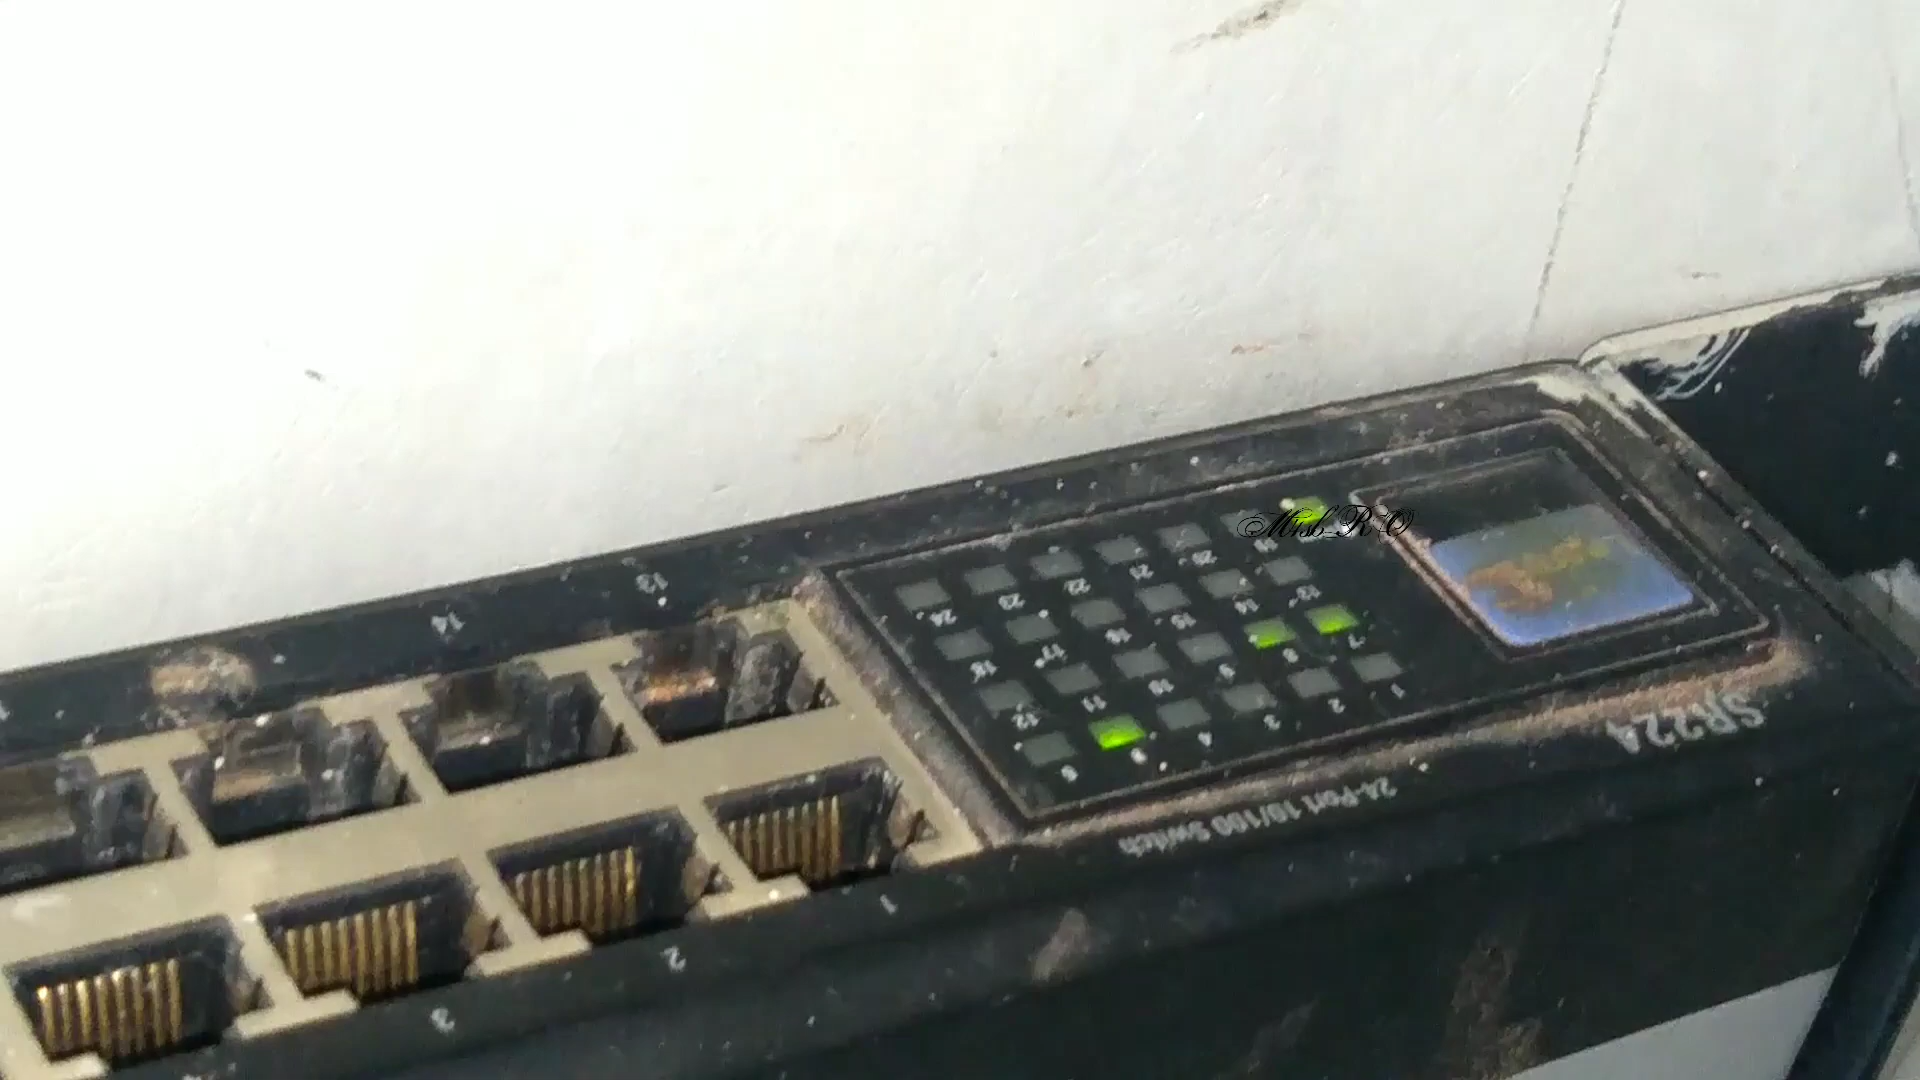 SR224
24-Port 10/100 Switch
1 2 3 4 5 6
7 8 9 10 11 12
13 14 15 16 17 18
19 20 21 22 23 24
1 2 3
13 14